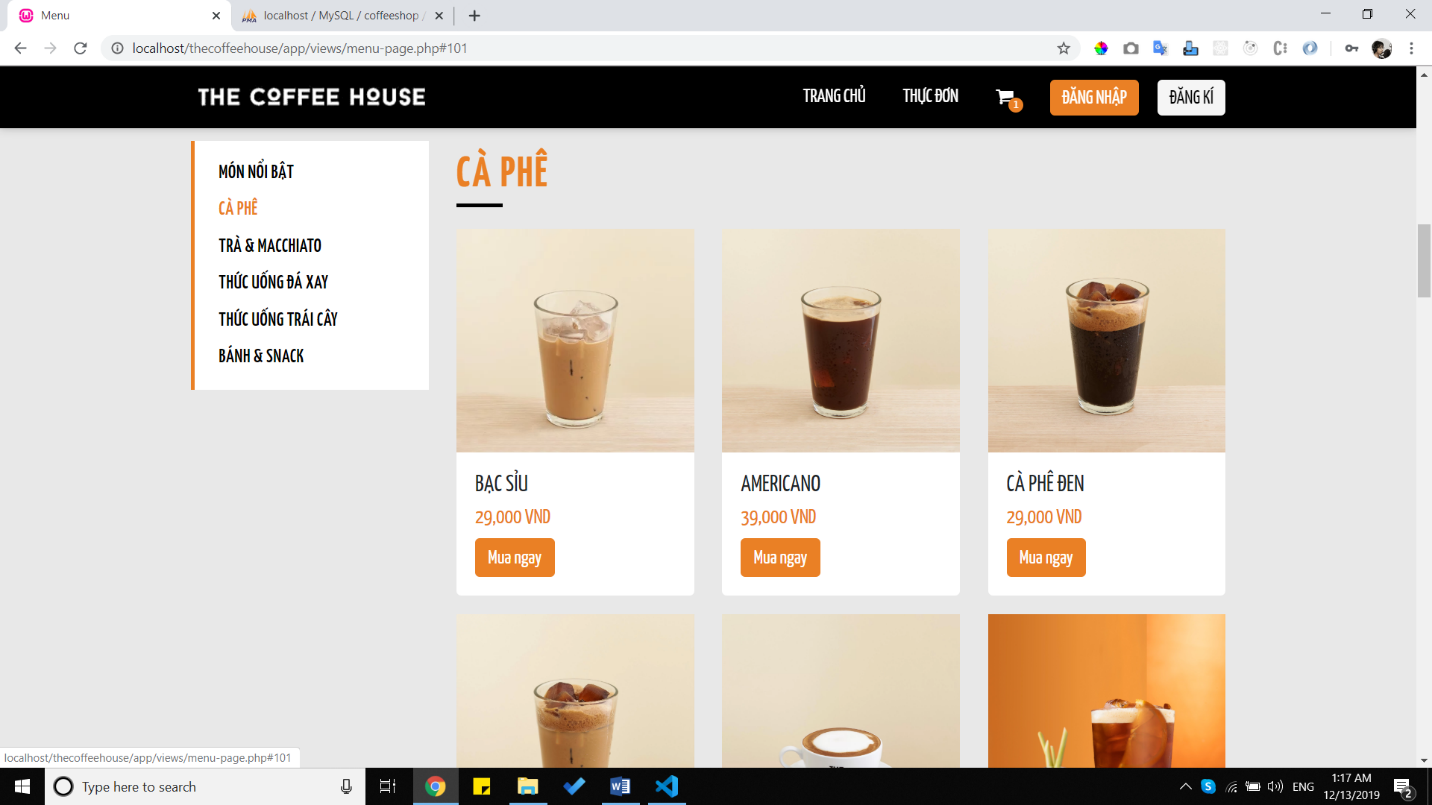 Menu
localhost / MySQL / coffeeshop /
localhost/thecoffeehouse/app/views/menu-page.php#101
THE COFFEE HOUSE
TRANG CHỦ
THỰC ĐƠN
1
ĐĂNG NHẬP
ĐĂNG KÍ
MÓN NỔI BẬT
CÀ PHÊ
TRÀ & MACCHIATO
THỨC UỐNG ĐÁ XAY
THỨC UỐNG TRÁI CÂY
BÁNH & SNACK
CÀ PHÊ
BẠC SỈU
29,000 VND
Mua ngay
AMERICANO
39,000 VND
Mua ngay
CÀ PHÊ ĐEN
29,000 VND
Mua ngay
localhost/thecoffeehouse/app/views/menu-page.php#101
Type here to search
ENG
1:17 AM
12/13/2019
2